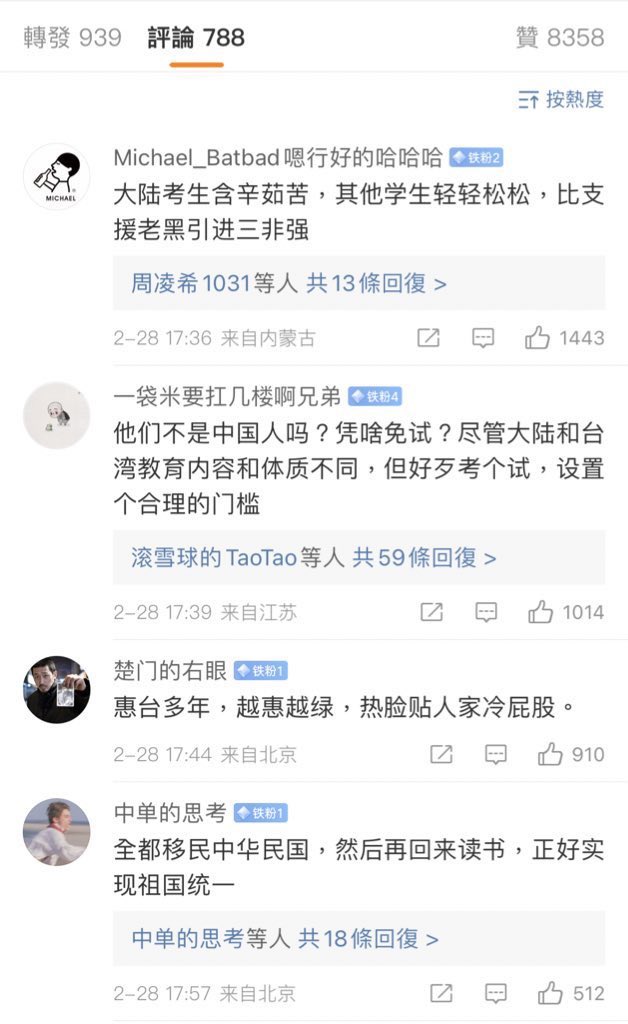 轉發 939 評論 788 贊 8358
按熱度
Michael_Batbad嗯行好的哈哈哈 铁粉2
大陆考生含辛茹苦，其他学生轻轻松松，比支
援老黑引进三非强
周凌希1031等人 共13條回復 >
2-28 17:36 来自内蒙古 1443
一袋米要扛几楼啊兄弟 铁粉4
他们不是中国人吗？凭啥免试？尽管大陆和台
湾教育内容和体质不同，但好歹考个试，设置
个合理的门槛
滚雪球的TaoTao等人 共59條回復 >
2-28 17:39 来自江苏 1014
楚门的右眼 铁粉1
惠台多年，越惠越绿，热脸贴人家冷屁股。
2-28 17:44 来自北京 910
中单的思考 铁粉1
全都移民中华民国，然后再回来读书，正好实
现祖国统一
中单的思考等人 共18條回復 >
2-28 17:57 来自北京 512
MICHAEL